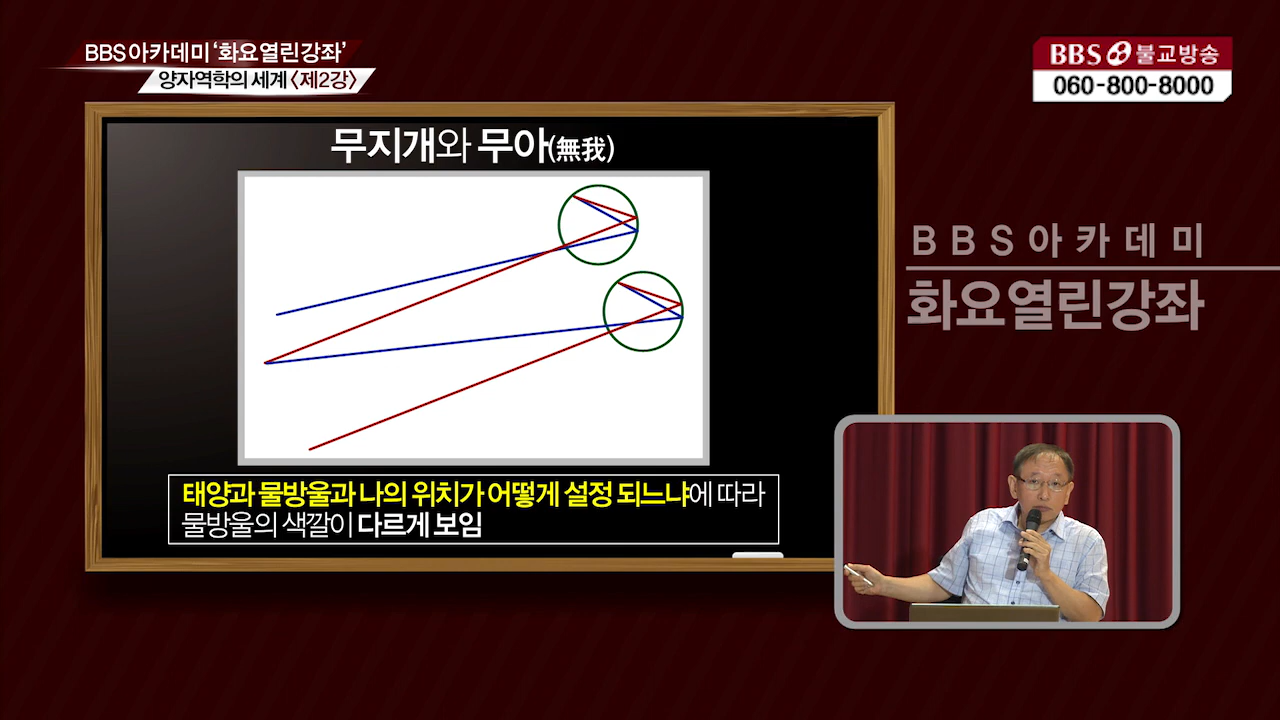 BBS 아카데미 '화요열린강좌'
양자역학의 세계 <제2강>
BBS 불교방송
060-800-8000
무지개와 무아(無我)
BBS아카데미
화요열린강좌
태양과 물방울과 나의 위치가 어떻게 설정 되느냐에 따라
물방울의 색깔이 다르게 보임